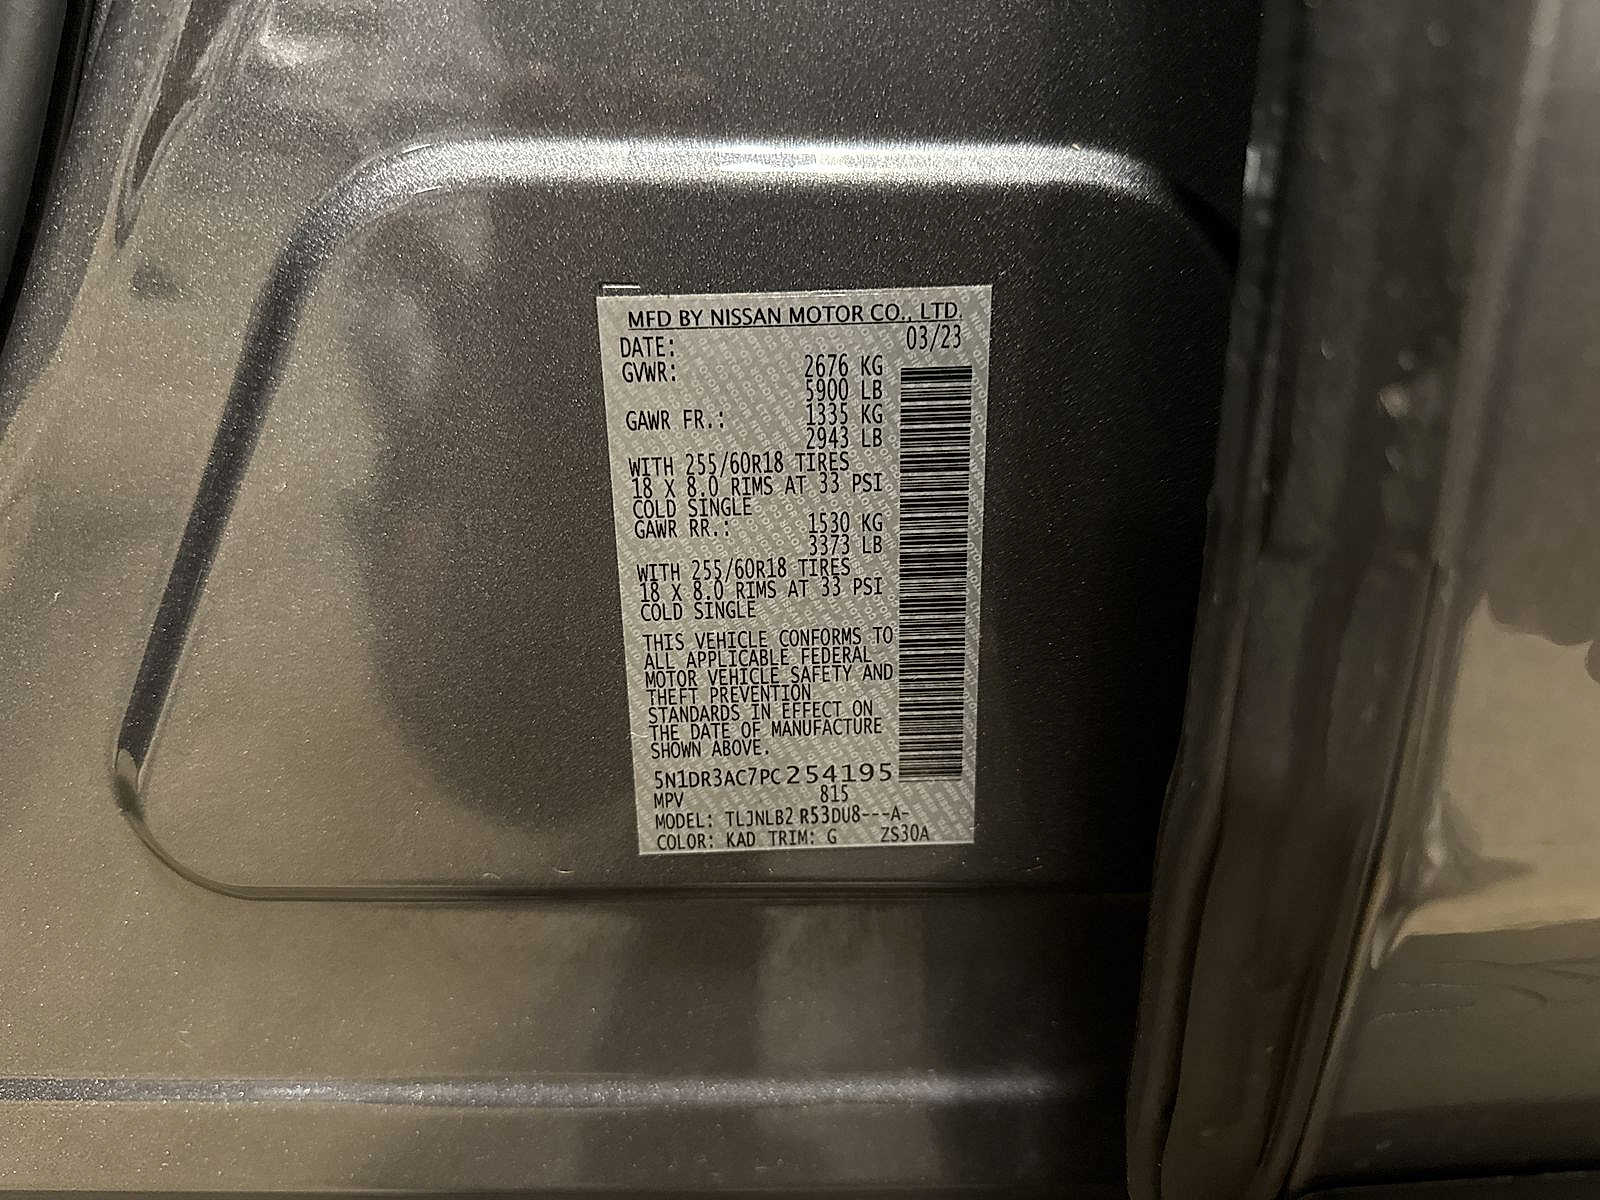 MFD BY NISSAN MOTOR CO., LTD.
DATE: 03/23
GVWR: 2676 KG
5900 LB
GAWR FR.: 1335 KG
2943 LB
WITH 255/60R18 TIRES
18 X 8.0 RIMS AT 33 PSI
COLD SINGLE
GAWR RR.: 1530 KG
3373 LB
WITH 255/60R18 TIRES
18 X 8.0 RIMS AT 33 PSI
COLD SINGLE
THIS VEHICLE CONFORMS TO
ALL APPLICABLE FEDERAL
MOTOR VEHICLE SAFETY AND
THEFT PREVENTION
STANDARDS IN EFFECT ON
THE DATE OF MANUFACTURE
SHOWN ABOVE.
5N1DR3AC7PC254195
MPV 815
MODEL: TLJNLB2 R53DU8---A-
COLOR: KAD TRIM: G ZS30A